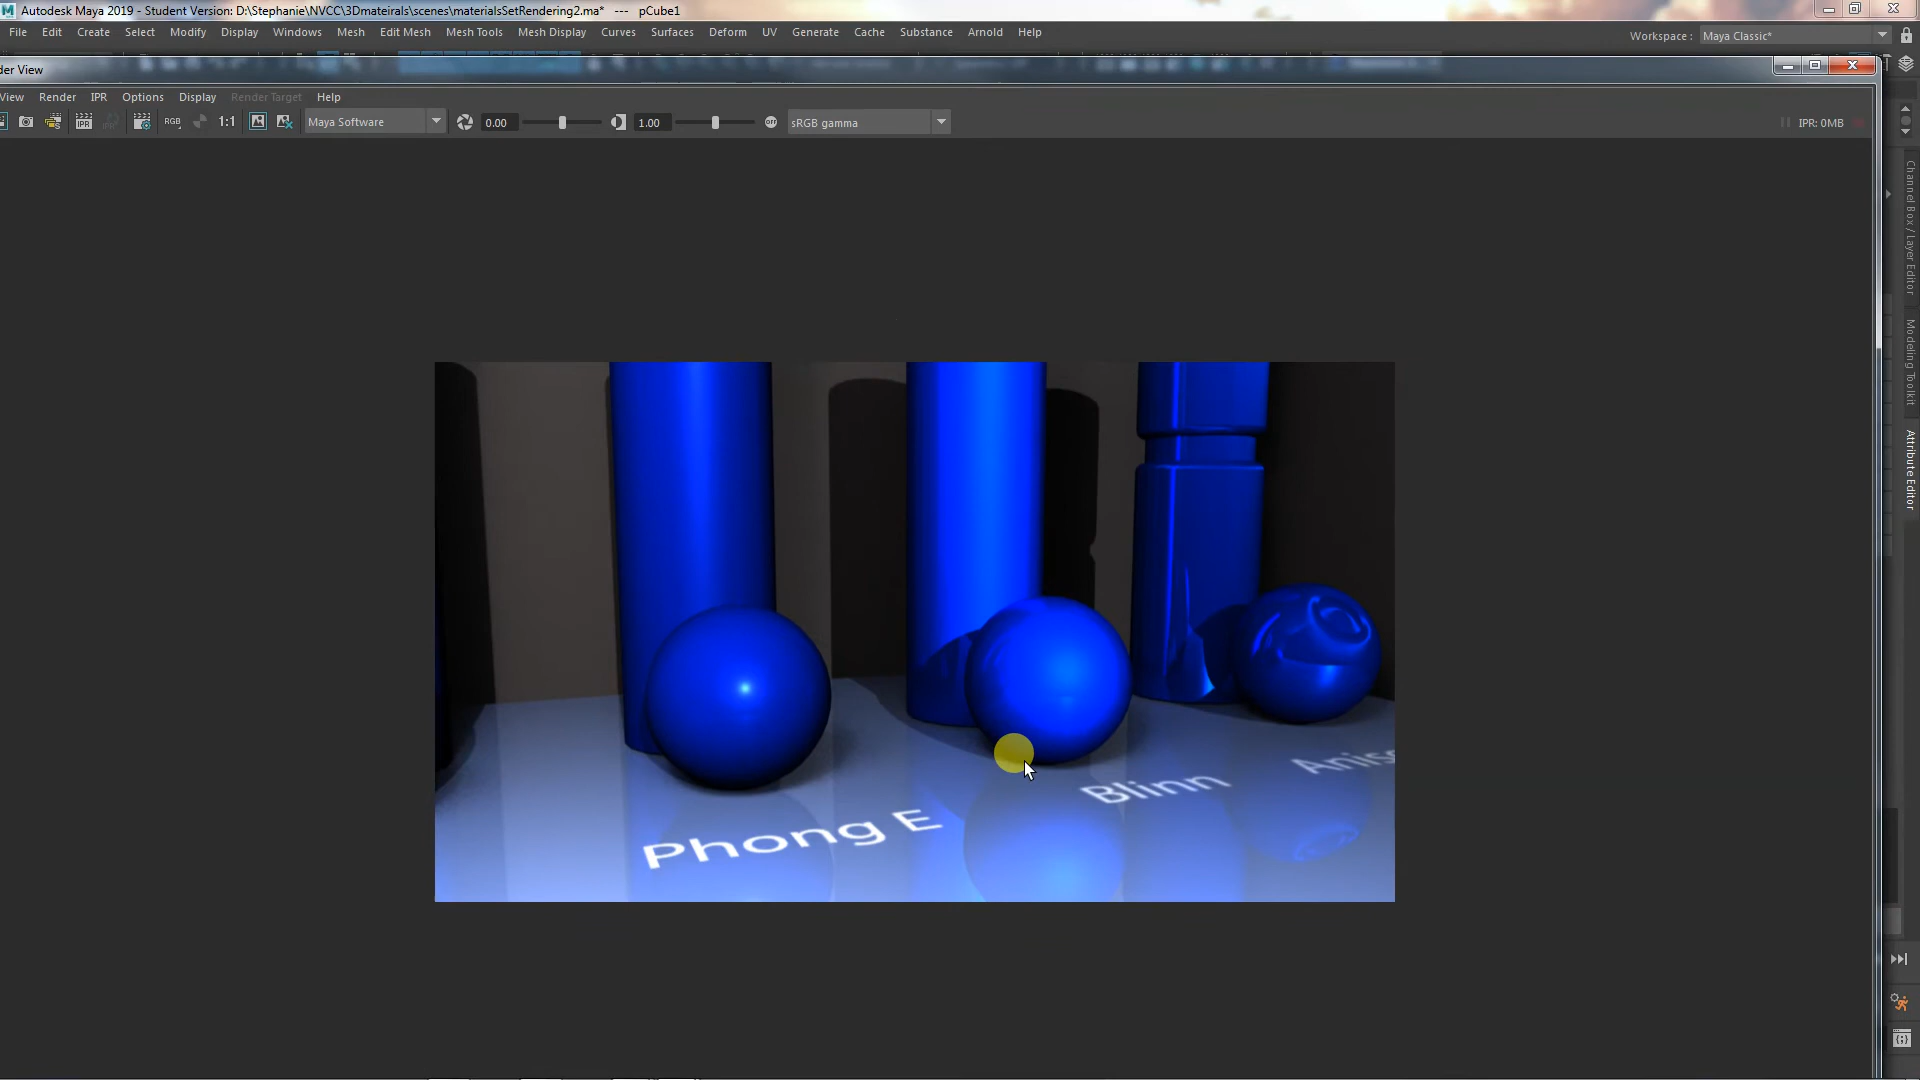 Autodesk Maya 2019 - Student Version: D:\Stephanie\NVCC\3Dmateirals\scenes\materialsSetRendering2.ma* --- pCube1
File Edit Create Select Modify Display Windows Mesh Edit Mesh Mesh Tools Mesh Display Curves Surfaces Deform UV Generate Cache Substance Arnold Help
Workspace : Maya Classic*
der View
View Render IPR Options Display Render Target Help
IPR RGB 1:1 Maya Software 0.00 1.00 OFF sRGB gamma IPR: 0MB
Channel Box / Layer Editor
Modeling Toolkit
Attribute Editor
Phong E
Blinn
Anis